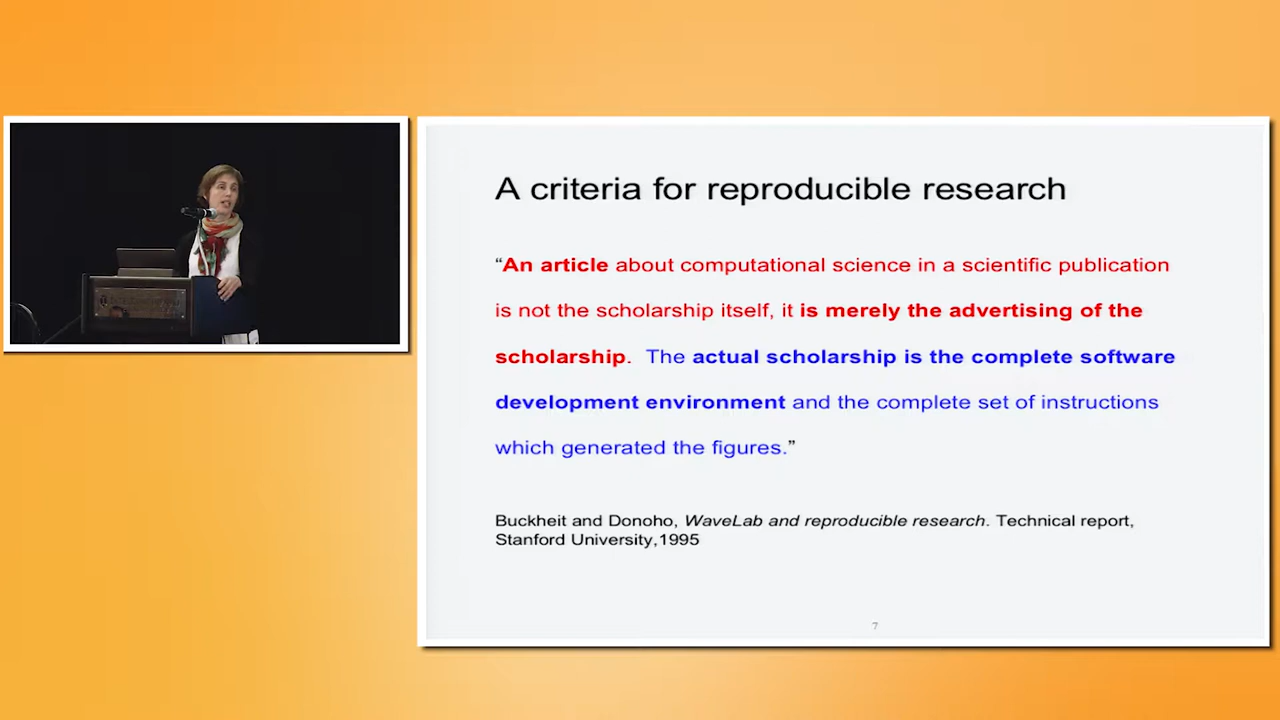 A criteria for reproducible research
“An article about computational science in a scientific publication
is not the scholarship itself, it is merely the advertising of the
scholarship. The actual scholarship is the complete software
development environment and the complete set of instructions
which generated the figures.”
Buckheit and Donoho, WaveLab and reproducible research. Technical report,
Stanford University,1995
7